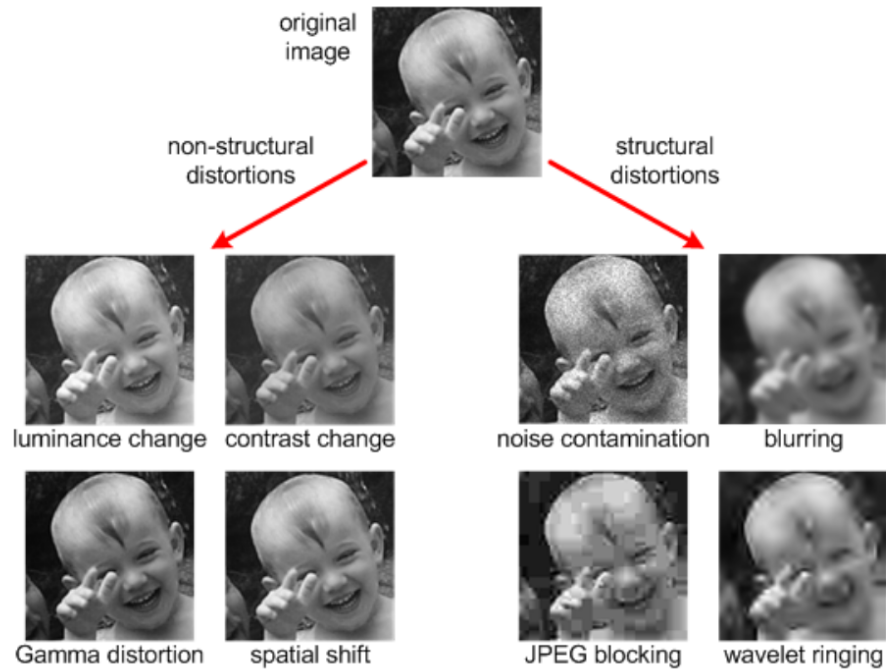 original
image
non-structural
distortions
structural
distortions
luminance change
contrast change
noise contamination
blurring
Gamma distortion
spatial shift
JPEG blocking
wavelet ringing